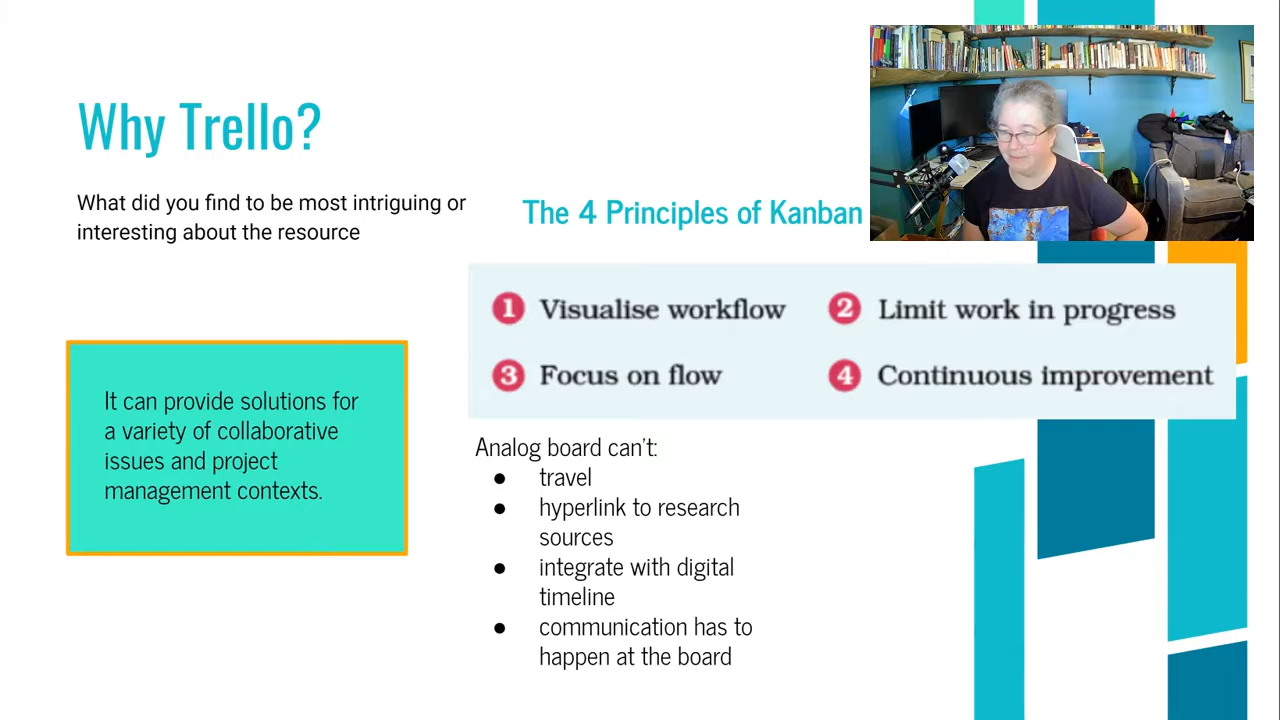 Why Trello?
What did you find to be most intriguing or
interesting about the resource
It can provide solutions for
a variety of collaborative
issues and project
management contexts.
The 4 Principles of Kanban
1 Visualise workflow
2 Limit work in progress
3 Focus on flow
4 Continuous improvement
Analog board can't:
● travel
● hyperlink to research
sources
● integrate with digital
timeline
● communication has to
happen at the board